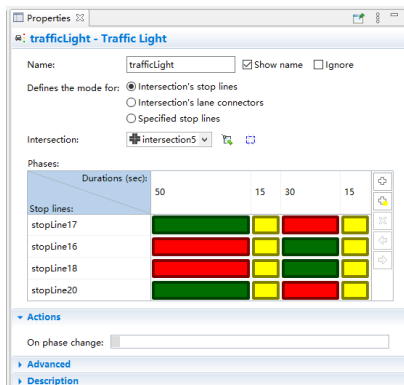 Properties
trafficLight - Traffic Light
Name: trafficLight Show name Ignore
Defines the mode for: Intersection's stop lines
Intersection's lane connectors
Specified stop lines
Intersection: intersection5
Phases:
Durations (sec): 50 15 30 15
Stop lines:
stopLine17
stopLine16
stopLine18
stopLine20
Actions
On phase change:
Advanced
Description